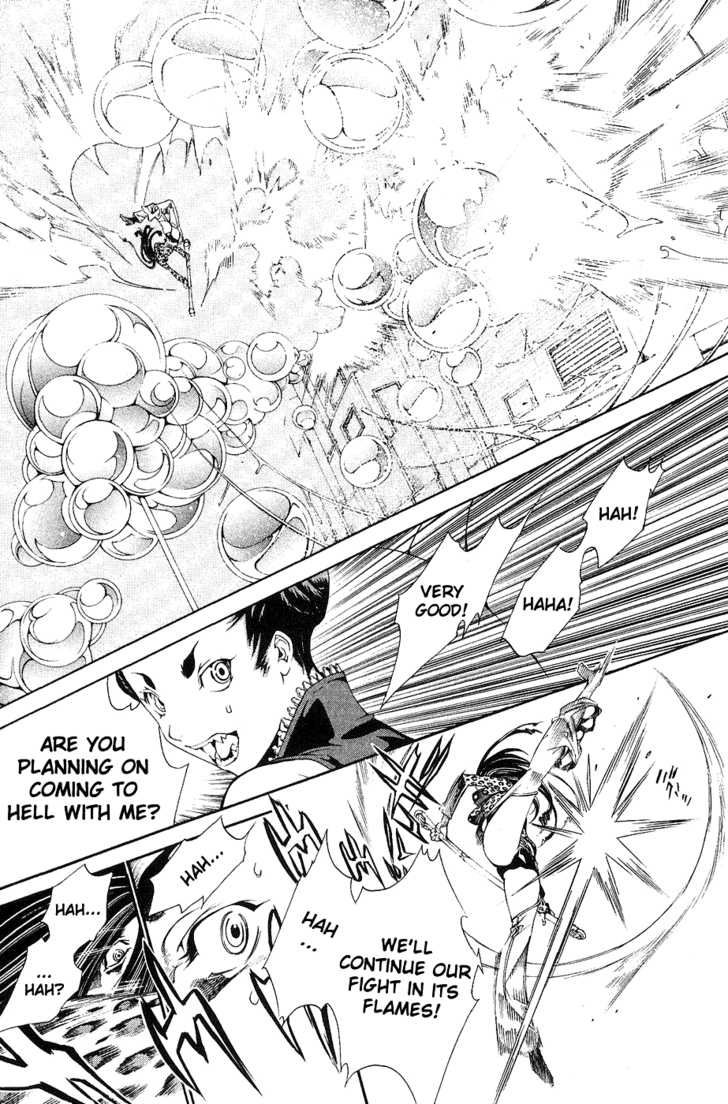 HAH!
HAHA!
VERY
GOOD!
ARE YOU
PLANNING ON
COMING TO
HELL WITH ME?
HAH
...
WE'LL
CONTINUE OUR
FIGHT IN ITS
FLAMES!
HAH...
HAH...
...
HAH?